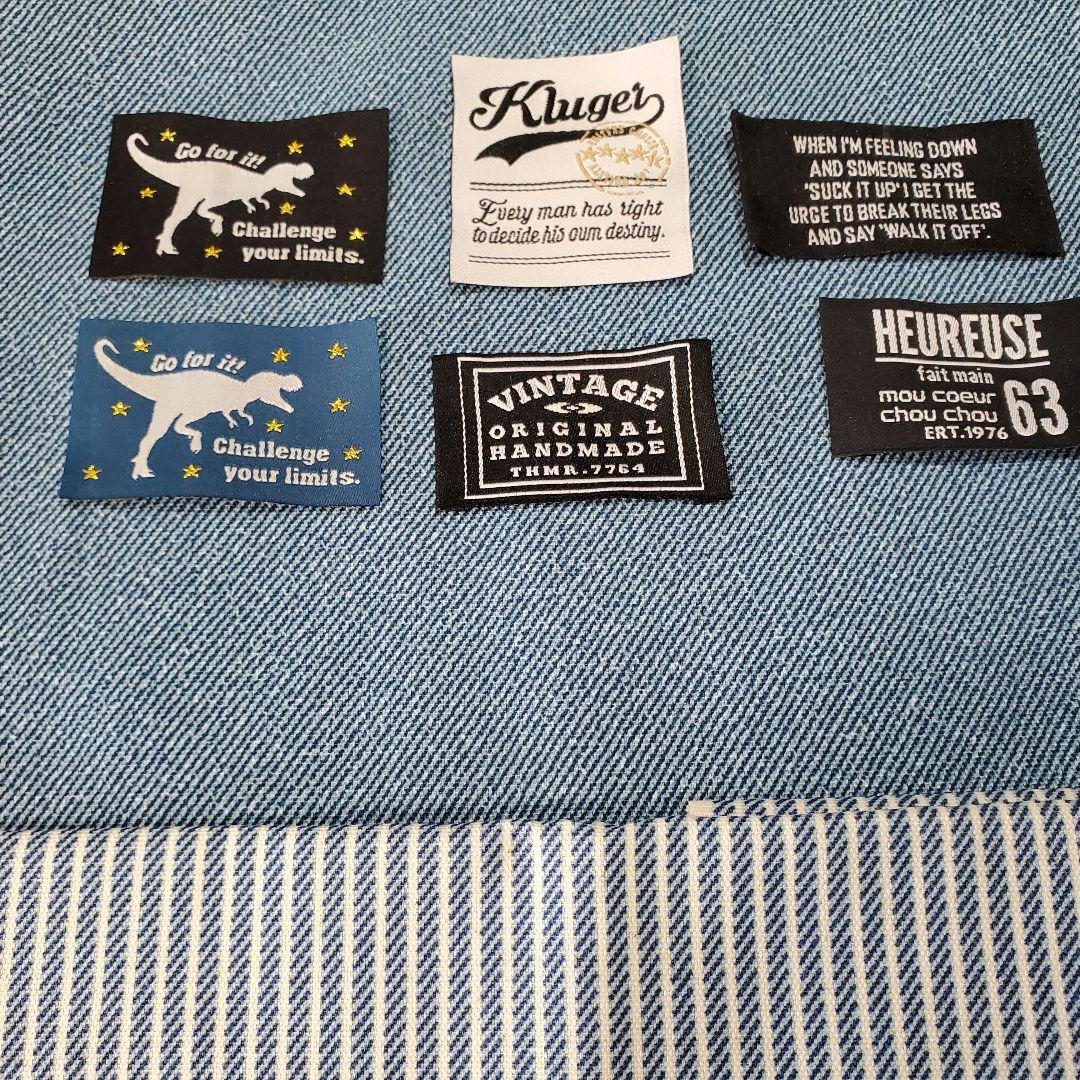 Go for it!
Challenge
your limits.
Kluger
Every man has right
to decide his oum destiny.
WHEN I'M FEELING DOWN
AND SOMEONE SAYS
'SUCK IT UP' I GET THE
URGE TO BREAK THEIR LEGS
AND SAY 'WALK IT OFF'.
Go for it!
Challenge
your limits.
VINTAGE
ORIGINAL
HANDMADE
THMR.7754
HEUREUSE
fait main
mou coeur
chou chou 63
ERT.1976